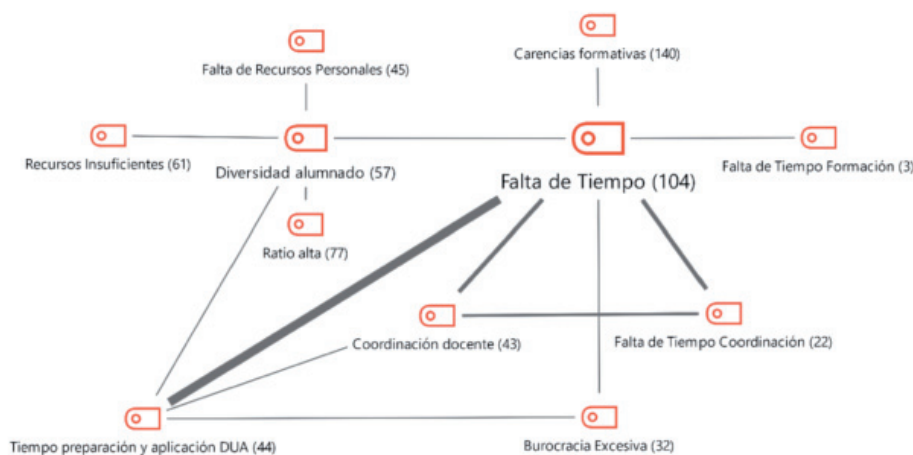 Carencias formativas (140)
Falta de Recursos Personales (45)
Recursos Insuficientes (61)
Diversidad alumnado (57)
Falta de Tiempo (104)
Falta de Tiempo Formación (3)
Ratio alta (77)
Coordinación docente (43)
Falta de Tiempo Coordinación (22)
Tiempo preparación y aplicación DUA (44)
Burocracia Excesiva (32)